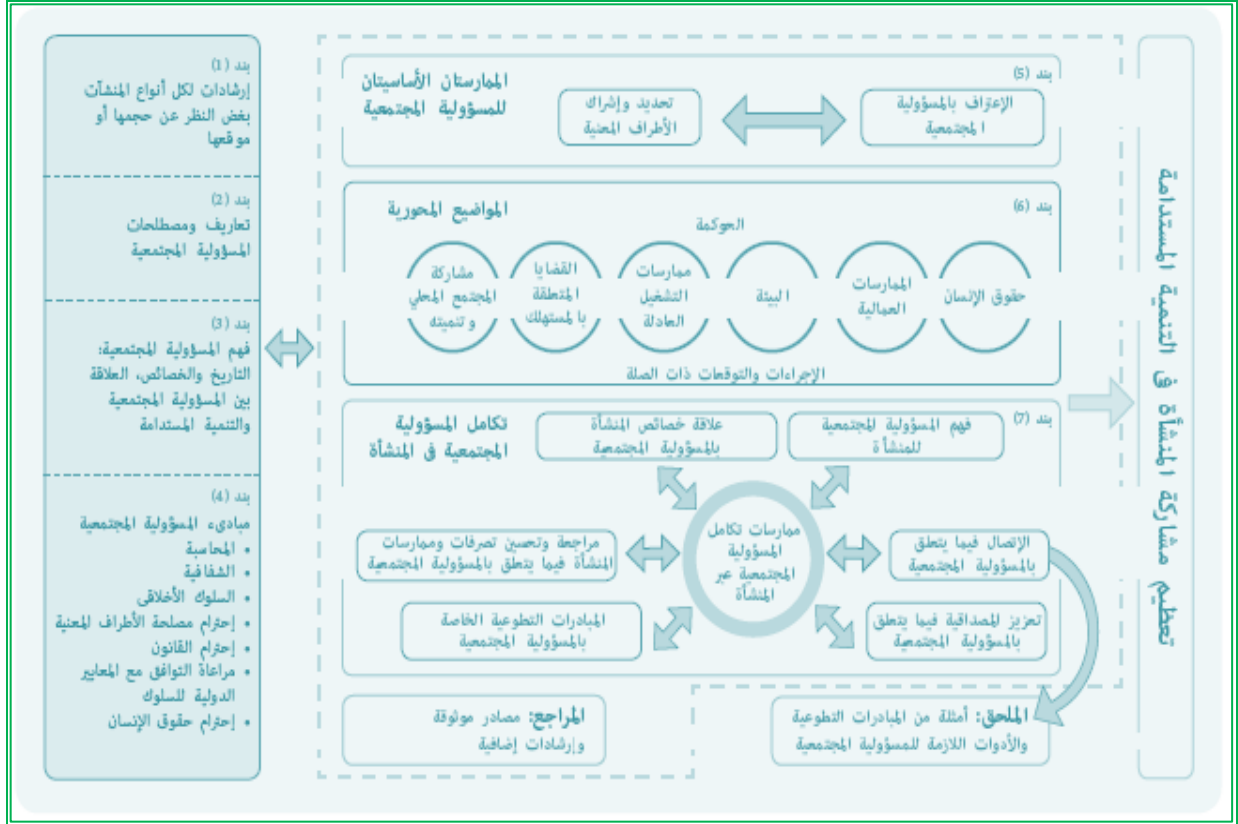 بند (1)
إرشادات لكل أنواع المنشآت
بغض النظر عن حجمها أو
موقعها
بند (2)
تعاريف ومصطلحات
المسؤولية المجتمعية
بند (3)
فهم المسؤولية المجتمعية:
التاريخ والخصائص، العلاقة
بين المسؤولية المجتمعية
والتنمية المستدامة
بند (4)
مبادىء المسؤولية المجتمعية
• المحاسبة
• الشفافية
• السلوك الأخلاقى
• إحترام مصلحة الأطراف المعنية
• إحترام القانون
• مراعاة التوافق مع المعايير
الدولية للسلوك
• إحترام حقوق الإنسان
بند (5)
الممارستان الأساسيتان
للمسؤولية المجتمعية
الإعتراف بالمسؤولية
المجتمعية
تحديد وإشراك
الأطراف المعنية
بند (6)
المواضيع المحورية
الحوكمة
حقوق الإنسان
الممارسات
العمالية
البيئة
ممارسات
التشغيل
العادلة
القضايا
المتعلقة
بالمستهلك
مشاركة
المجتمع المحلي
وتنميته
الإجراءات والتوقعات ذات الصلة
بند (7)
تكامل المسؤولية
المجتمعية فى المنشأة
فهم المسؤولية المجتمعية
للمنشأة
علاقة خصائص المنشأة
بالمسؤولية المجتمعية
ممارسات تكامل
المسؤولية
المجتمعية عبر
المنشأة
الإتصال فيما يتعلق
بالمسؤولية المجتمعية
مراجعة وتحسين تصرفات وممارسات
المنشأة فيما يتعلق بالمسؤولية المجتمعية
تعزيز المصداقية فيما يتعلق
بالمسؤولية المجتمعية
المبادرات التطوعية الخاصة
بالمسؤولية المجتمعية
الملحق: أمثلة من المبادرات التطوعية
والأدوات اللازمة للمسؤولية المجتمعية
المراجع: مصادر موثوقة
وإرشادات إضافية
تعظيم مشاركة المنشأة فى التنمية المستدامة